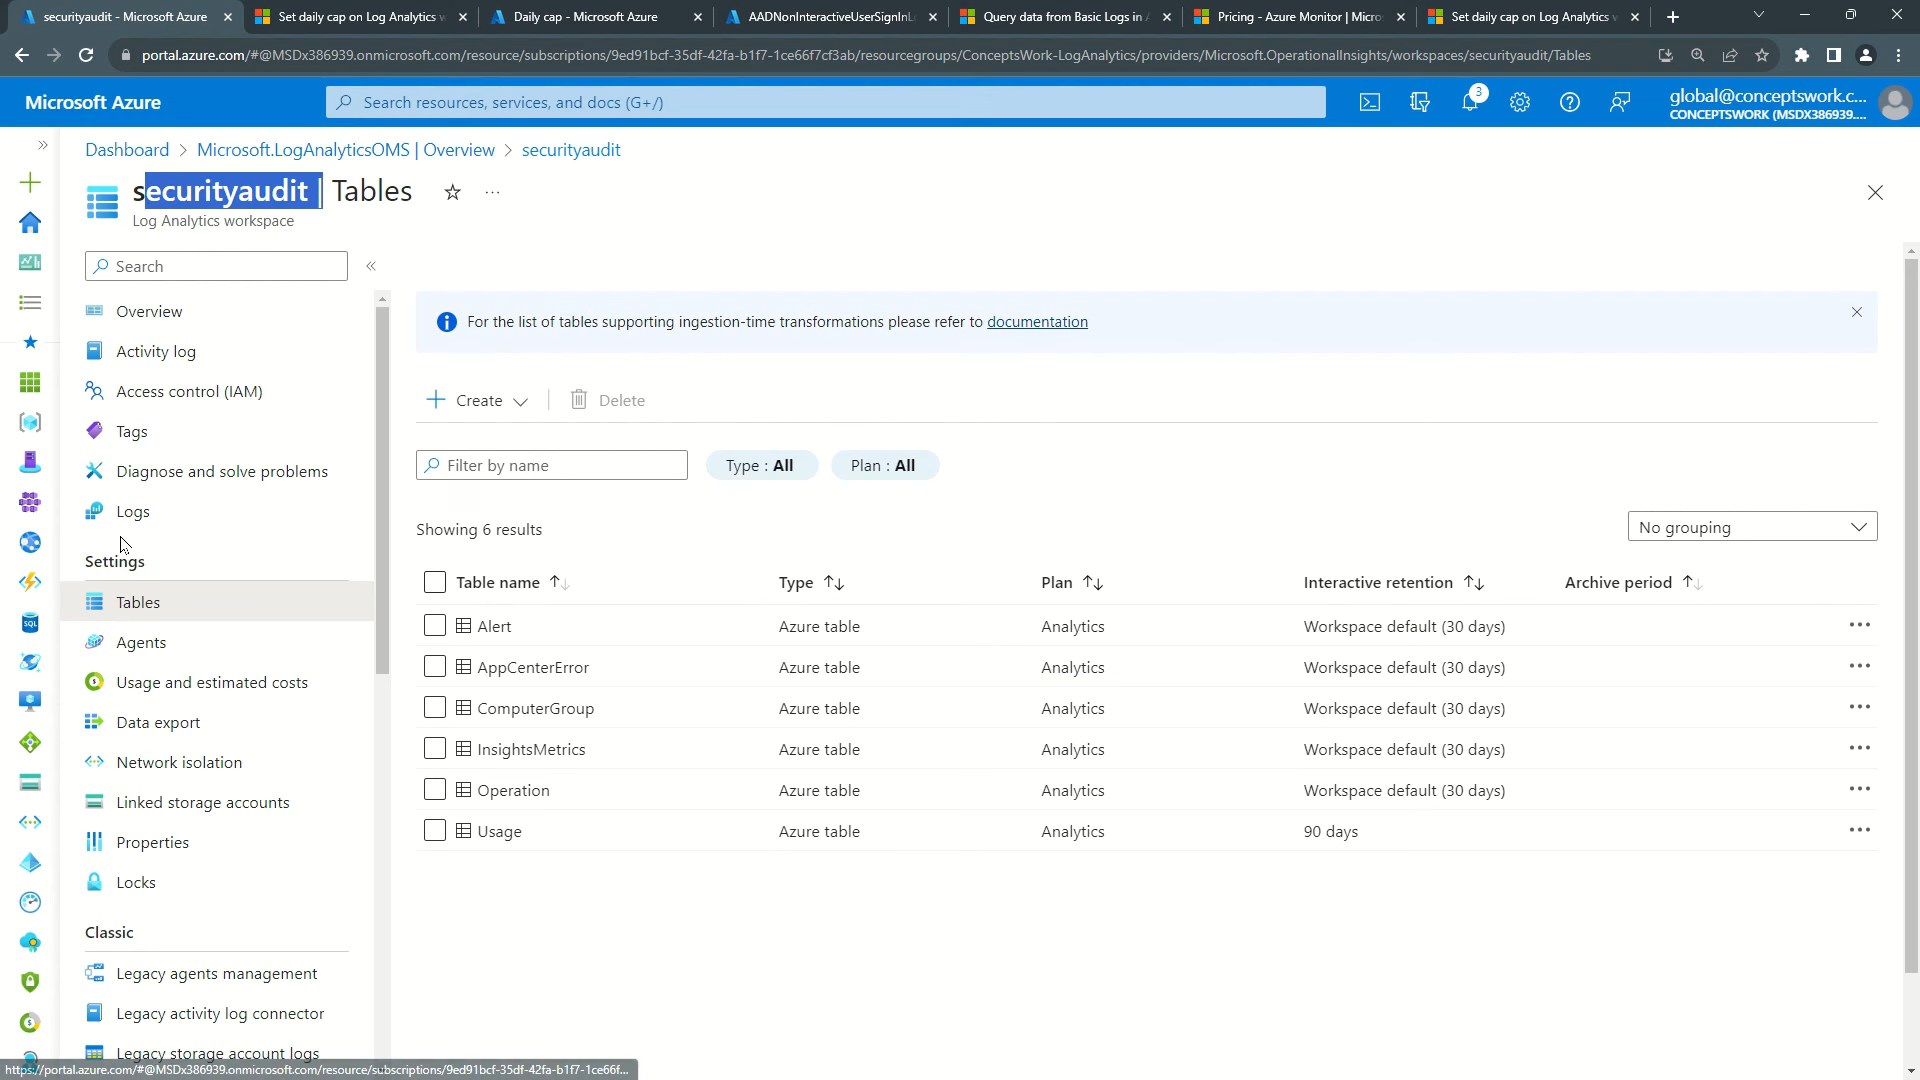 securityaudit - Microsoft Azure
Set daily cap on Log Analytics w
Daily cap - Microsoft Azure
AADNonInteractiveUserSignInLo
Query data from Basic Logs in A
Pricing - Azure Monitor | Micro
Set daily cap on Log Analytics w
portal.azure.com/#@MSDx386939.onmicrosoft.com/resource/subscriptions/9ed91bcf-35df-42fa-b1f7-1ce66f7cf3ab/resourcegroups/ConceptsWork-LogAnalytics/providers/Microsoft.OperationalInsights/workspaces/securityaudit/Tables
Microsoft Azure
Search resources, services, and docs (G+/)
3
global@conceptswork.c...
CONCEPTSWORK (MSDX386939....
Dashboard > Microsoft.LogAnalyticsOMS | Overview > securityaudit
securityaudit | Tables
Log Analytics workspace
Search
Overview
Activity log
Access control (IAM)
Tags
Diagnose and solve problems
Logs
Settings
Tables
Agents
Usage and estimated costs
Data export
Network isolation
Linked storage accounts
Properties
Locks
Classic
Legacy agents management
Legacy activity log connector
Legacy storage account logs
For the list of tables supporting ingestion-time transformations please refer to documentation
Create
Delete
Filter by name
Type : All
Plan : All
Showing 6 results
No grouping
Table name Type Plan Interactive retention Archive period
Alert Azure table Analytics Workspace default (30 days)
AppCenterError Azure table Analytics Workspace default (30 days)
ComputerGroup Azure table Analytics Workspace default (30 days)
InsightsMetrics Azure table Analytics Workspace default (30 days)
Operation Azure table Analytics Workspace default (30 days)
Usage Azure table Analytics 90 days
SQL
https://portal.azure.com/#@MSDx386939.onmicrosoft.com/resource/subscriptions/9ed91bcf-35df-42fa-b1f7-1ce66f...